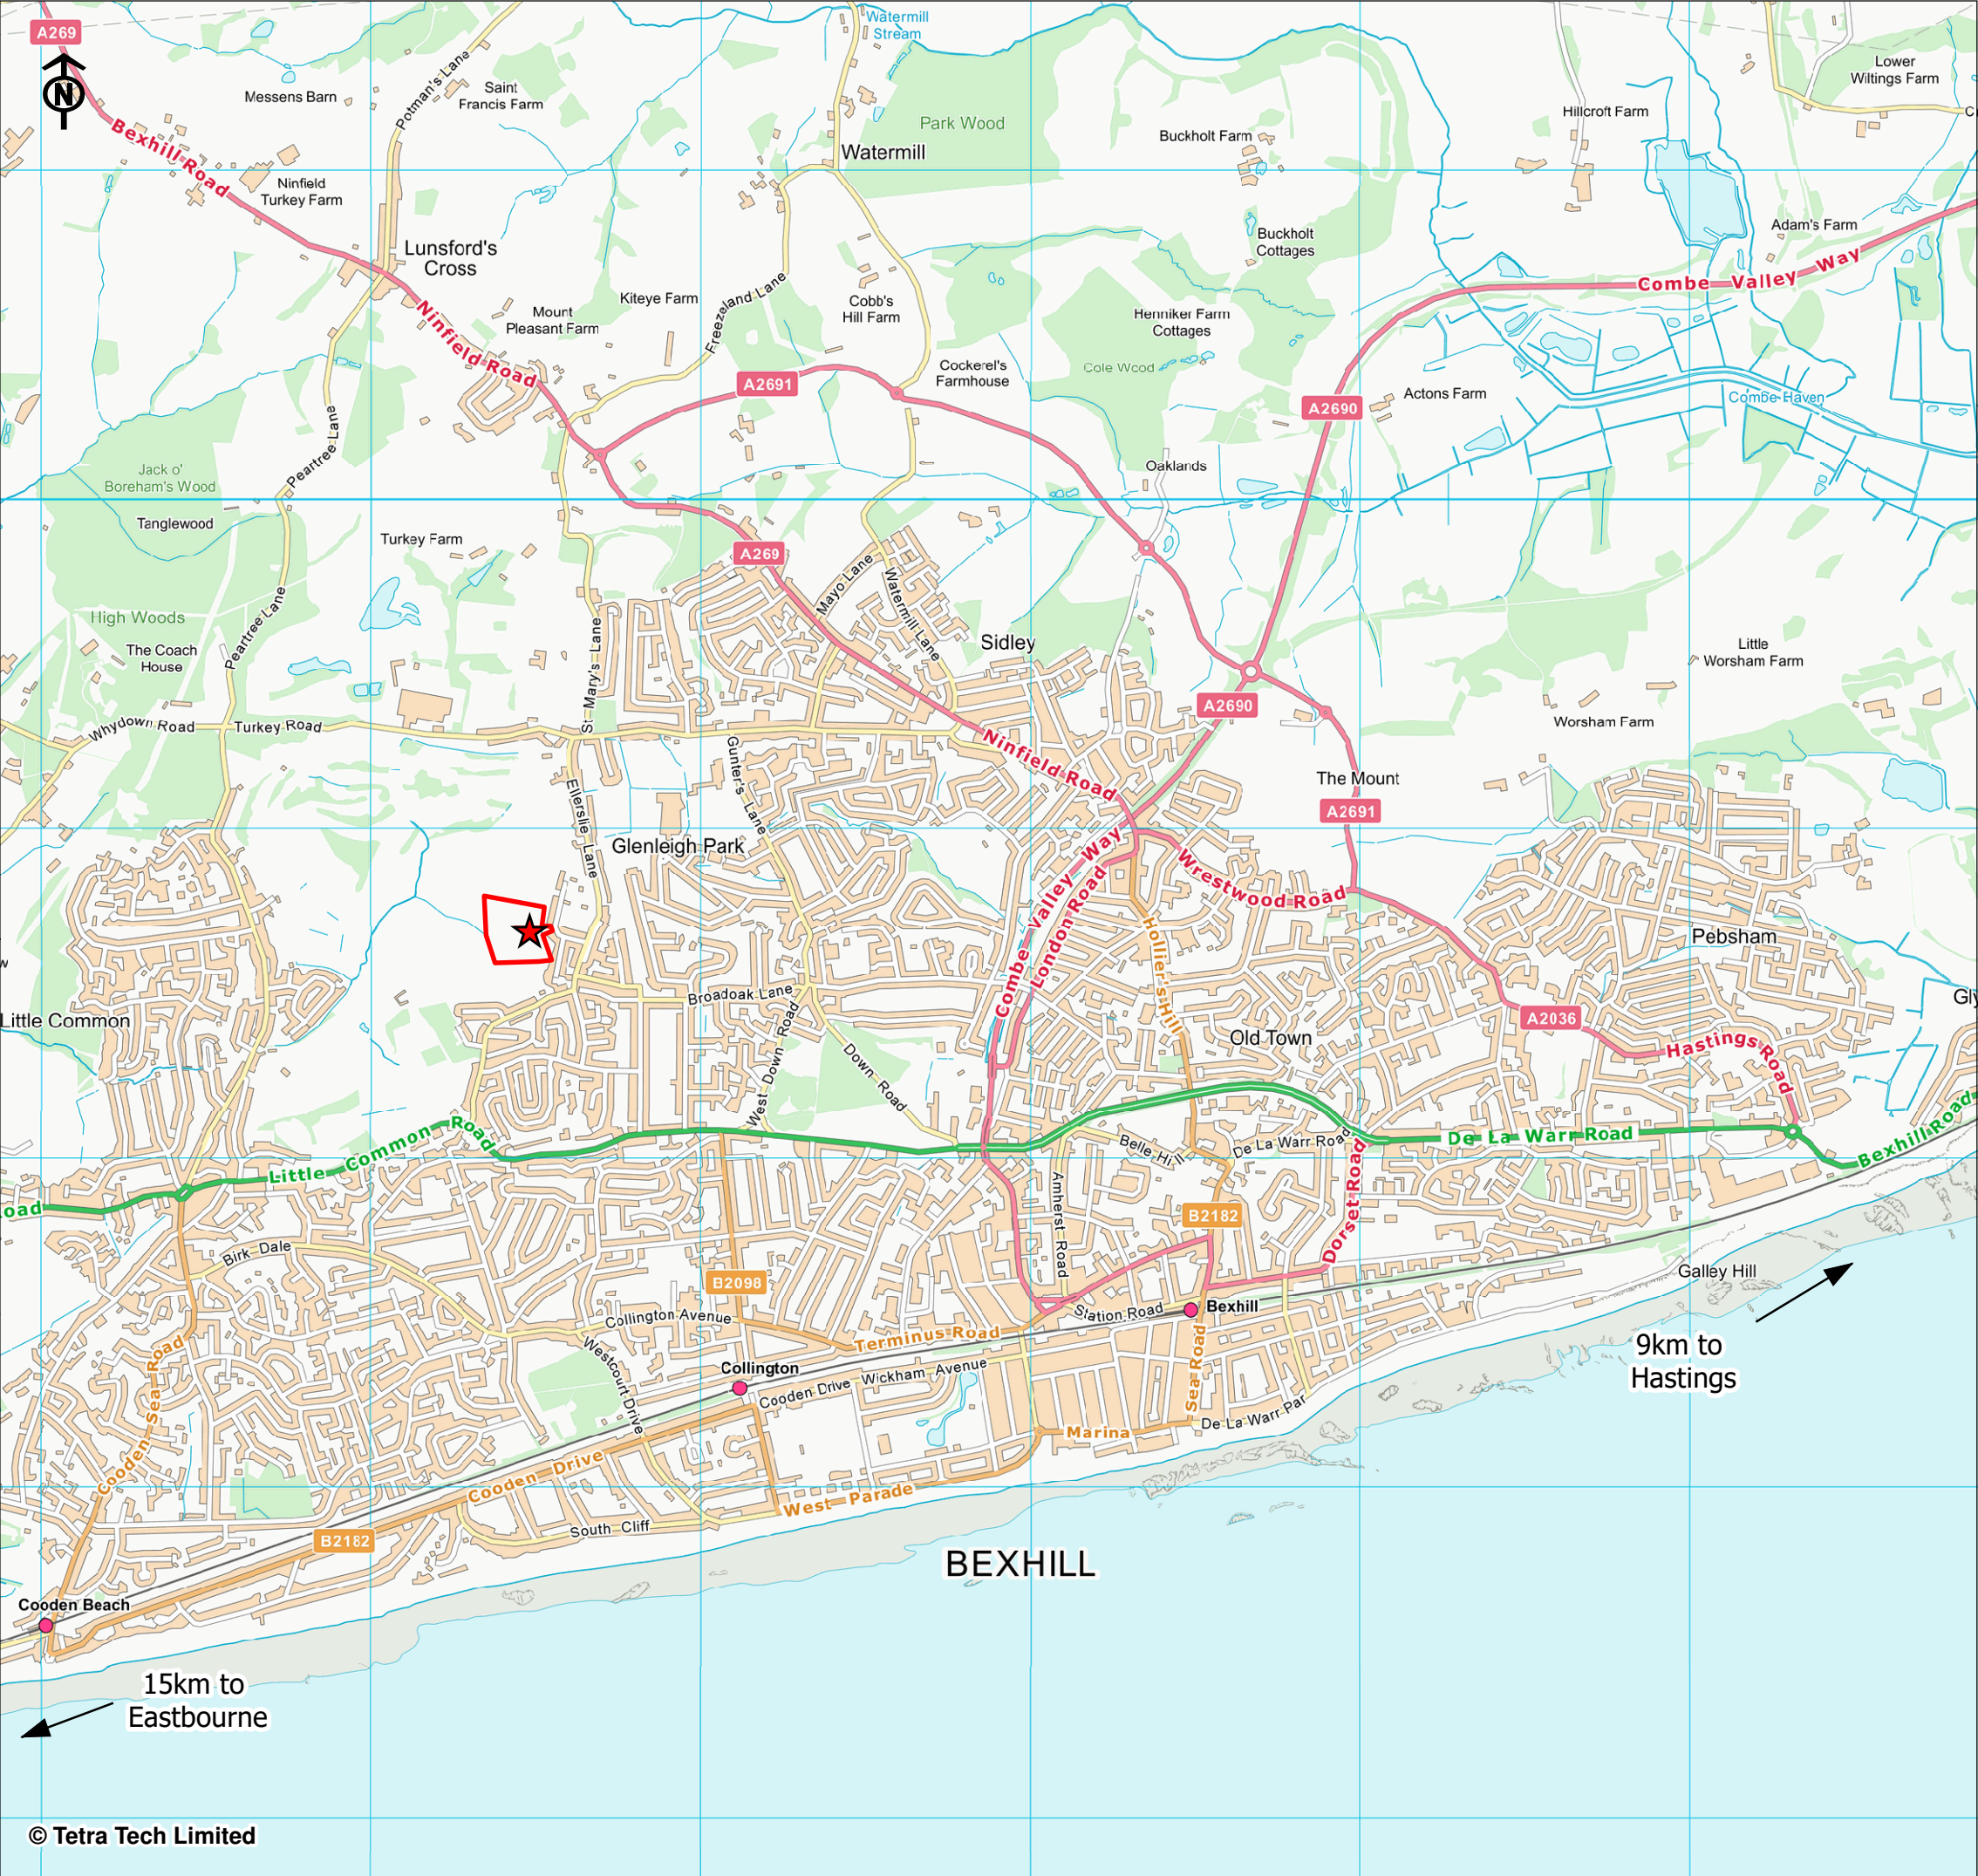 A269
N
Bexhill Road
Messens Barn
Potman's Lane
Saint
Francis Farm
Watermill
Stream
Park Wood
Watermill
Buckholt Farm
Hillcroft Farm
Lower
Wiltings Farm
Ninfield
Turkey Farm
Lunsford's
Cross
Buckholt
Cottages
Adam's Farm
Combe Valley Way
Ninfield Road
Mount
Pleasant Farm
Kiteye Farm
Freezeland Lane
Cobb's
Hill Farm
Henniker Farm
Cottages
Cole Wood
Cockerel's
Farmhouse
A2691
A2690
Actons Farm
Combe Haven
Peartree Lane
Jack o'
Boreham's Wood
Tanglewood
Oaklands
Turkey Farm
A269
Mayo Lane
Watermill Lane
High Woods
The Coach
House
Peartree Lane
St. Mary's Lane
Sidley
Little
Worsham Farm
A2690
Worsham Farm
Whydown Road
Turkey Road
Gunter's Lane
Ninfield Road
The Mount
A2691
Ellerslie Lane
Glenleigh Park
Combe Valley Way
London Road
Wrestwood Road
Hollier's Hill
Pebsham
Broadoak Lane
West Down Road
Down Road
Little Common
Old Town
A2036
Hastings Road
Gly
Little Common Road
Belle Hill
De La Warr Road
De La Warr Road
Bexhill Road
oad
Amherst Road
B2182
Dorset Road
Birk Dale
B2098
Galley Hill
Collington Avenue
Terminus Road
Station Road
Bexhill
Cooden Sea Road
Westcourt Drive
Collington
Cooden Drive
Wickham Avenue
Sea Road
9km to
Hastings
Marina
De La Warr Par
Cooden Drive
West Parade
South Cliff
B2182
BEXHILL
Cooden Beach
15km to
Eastbourne
© Tetra Tech Limited